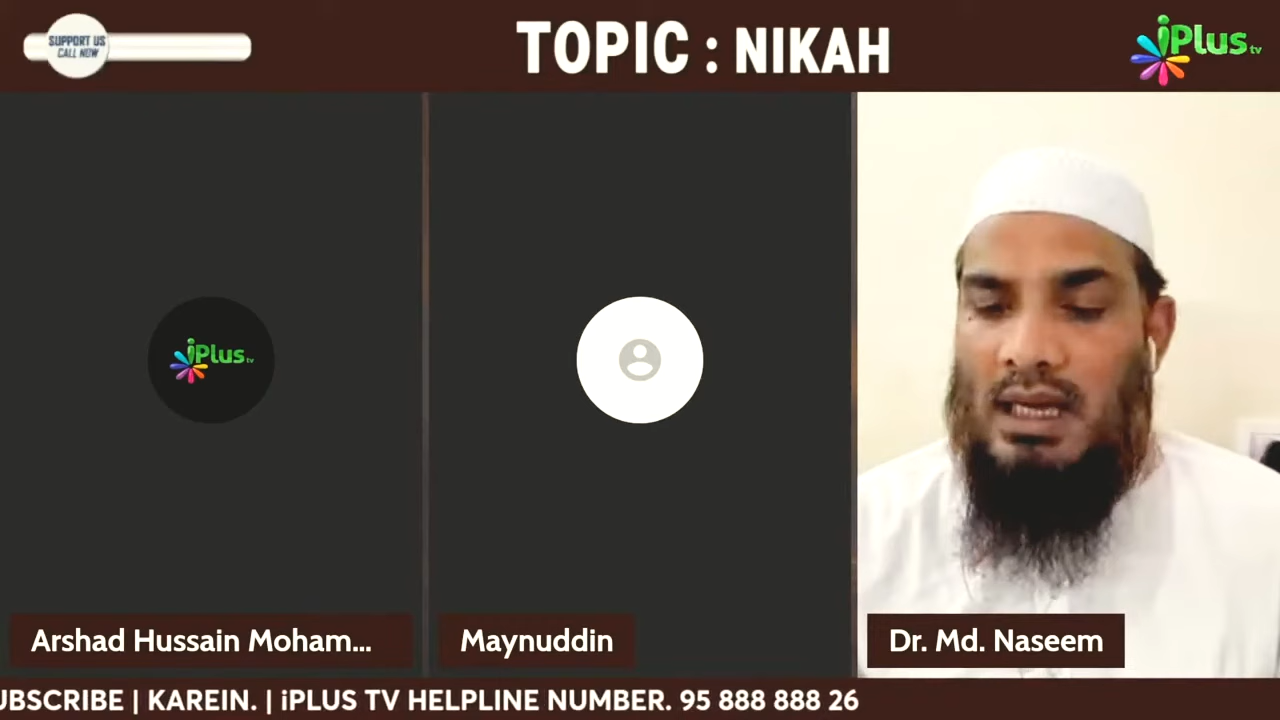 SUPPORT US
CALL NOW
TOPIC : NIKAH
iPlus tv
iPlus tv
Arshad Hussain Moham...
Maynuddin
Dr. Md. Naseem
UBSCRIBE | KAREIN. | iPLUS TV HELPLINE NUMBER. 95 888 888 26